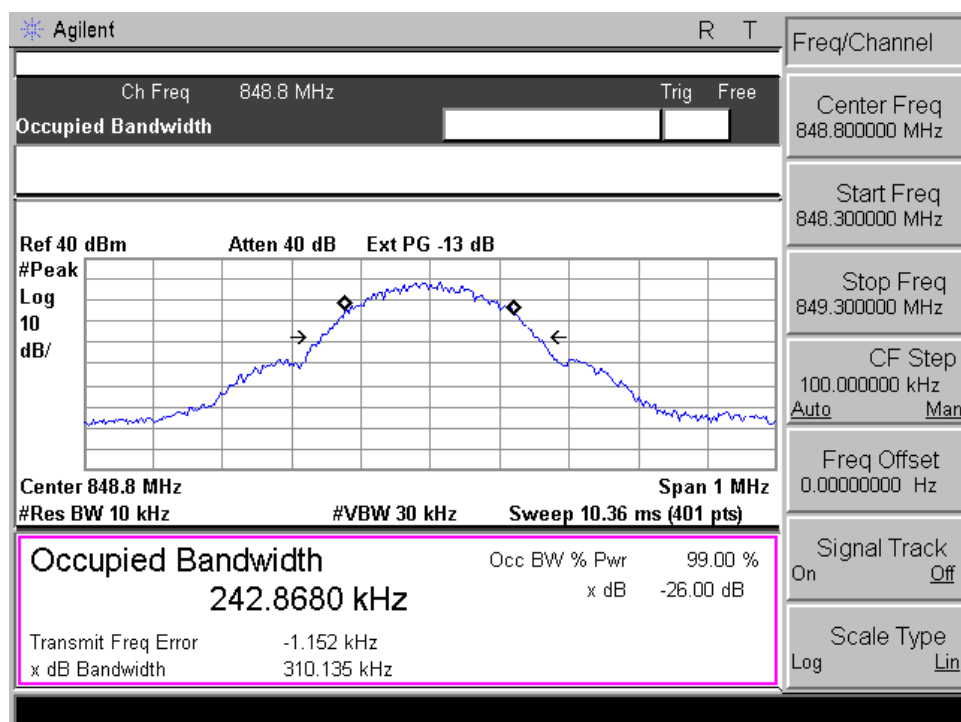 Agilent R T
Ch Freq 848.8 MHz Trig Free
Occupied Bandwidth
Ref 40 dBm Atten 40 dB Ext PG -13 dB
#Peak
Log
10
dB/
Center 848.8 MHz Span 1 MHz
#Res BW 10 kHz #VBW 30 kHz Sweep 10.36 ms (401 pts)
Occupied Bandwidth Occ BW % Pwr 99.00 %
242.8680 kHz x dB -26.00 dB
Transmit Freq Error -1.152 kHz
x dB Bandwidth 310.135 kHz
Freq/Channel
Center Freq
848.800000 MHz
Start Freq
848.300000 MHz
Stop Freq
849.300000 MHz
CF Step
100.000000 kHz
Auto Man
Freq Offset
0.00000000 Hz
Signal Track
On Off
Scale Type
Log Lin